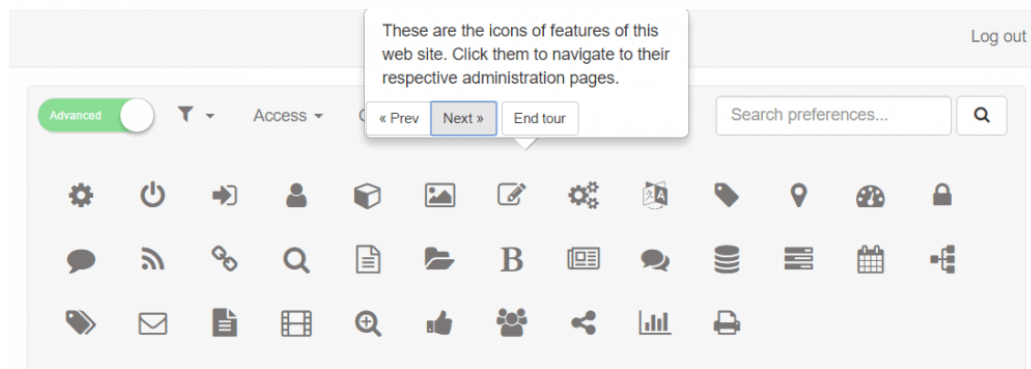 These are the icons of features of this
web site. Click them to navigate to their
respective administration pages.
Log out
« Prev
Next »
End tour
Advanced
Access
Search preferences...